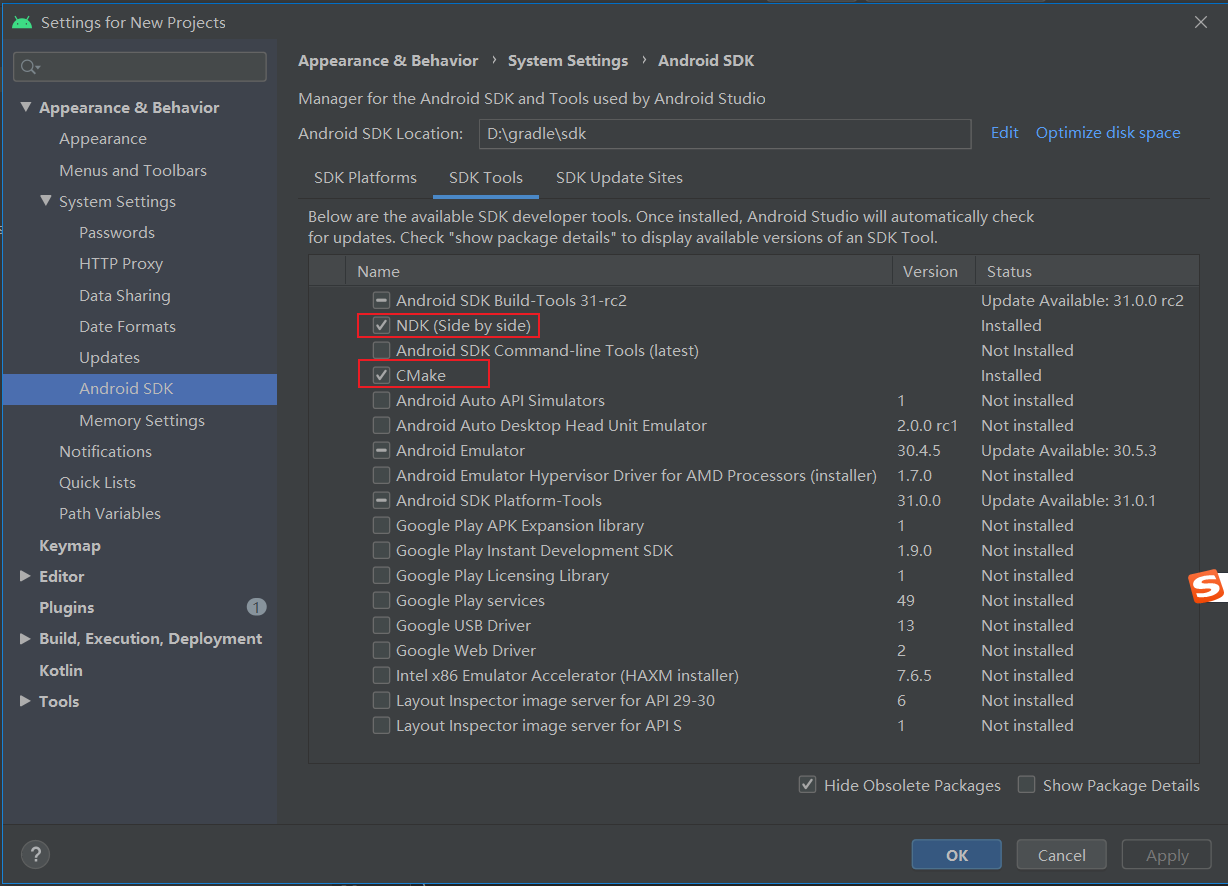 Settings for New Projects
Appearance & Behavior
Appearance
Menus and Toolbars
System Settings
Passwords
HTTP Proxy
Data Sharing
Date Formats
Updates
Android SDK
Memory Settings
Notifications
Quick Lists
Path Variables
Keymap
Editor
Plugins 1
Build, Execution, Deployment
Kotlin
Tools
Appearance & Behavior › System Settings › Android SDK
Manager for the Android SDK and Tools used by Android Studio
Android SDK Location: D:\gradle\sdk Edit Optimize disk space
SDK Platforms SDK Tools SDK Update Sites
Below are the available SDK developer tools. Once installed, Android Studio will automatically check
for updates. Check "show package details" to display available versions of an SDK Tool.
Name Version Status
Android SDK Build-Tools 31-rc2 Update Available: 31.0.0 rc2
NDK (Side by side) Installed
Android SDK Command-line Tools (latest) Not Installed
CMake Installed
Android Auto API Simulators 1 Not installed
Android Auto Desktop Head Unit Emulator 2.0.0 rc1 Not installed
Android Emulator 30.4.5 Update Available: 30.5.3
Android Emulator Hypervisor Driver for AMD Processors (installer) 1.7.0 Not installed
Android SDK Platform-Tools 31.0.0 Update Available: 31.0.1
Google Play APK Expansion library 1 Not installed
Google Play Instant Development SDK 1.9.0 Not installed
Google Play Licensing Library 1 Not installed
Google Play services 49 Not installed
Google USB Driver 13 Not installed
Google Web Driver 2 Not installed
Intel x86 Emulator Accelerator (HAXM installer) 7.6.5 Not installed
Layout Inspector image server for API 29-30 6 Not installed
Layout Inspector image server for API S 1 Not installed
Hide Obsolete Packages Show Package Details
? OK Cancel Apply
S